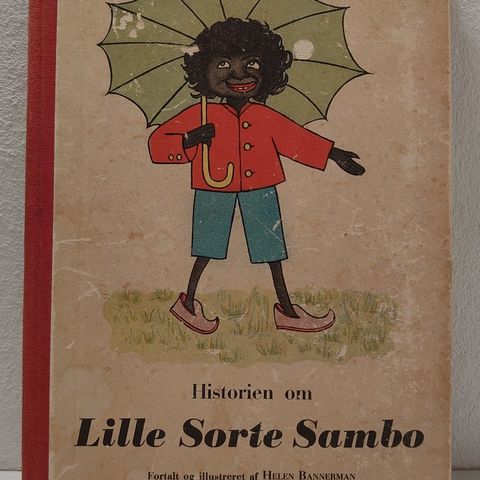 Historien om
Lille Sorte Sambo
Fortalt og illustreret af HELEN BANNERMAN